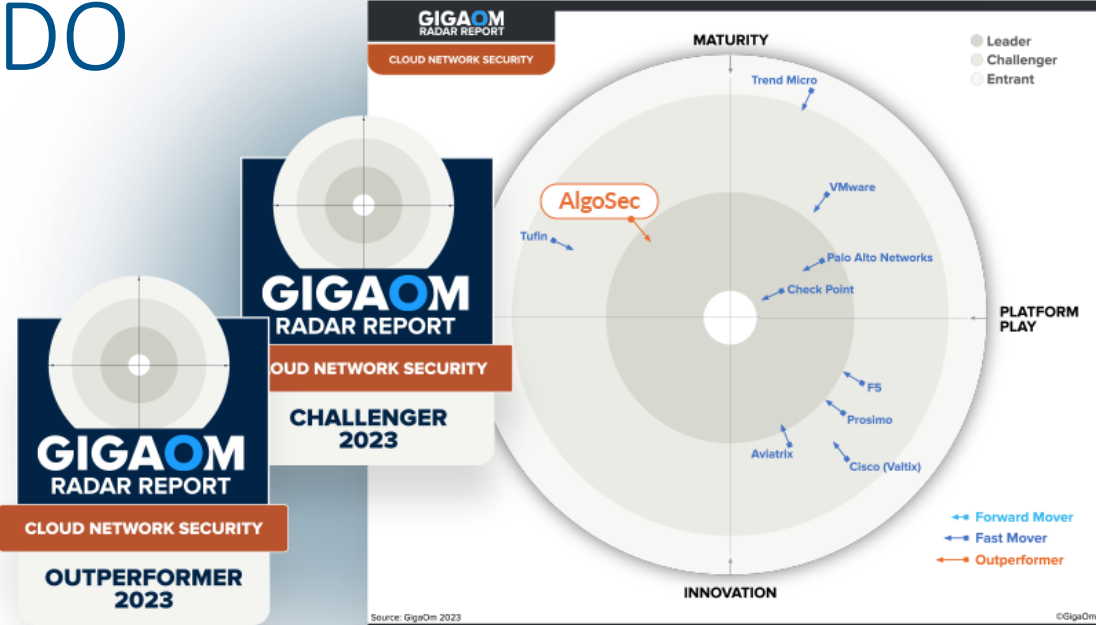 DO
GIGAOM
RADAR REPORT
CLOUD NETWORK SECURITY
MATURITY
Leader
Challenger
Entrant
Trend Micro
VMware
AlgoSec
Tufin
Palo Alto Networks
Check Point
PLATFORM
PLAY
F5
Prosimo
Aviatrix
Cisco (Valtix)
Forward Mover
Fast Mover
Outperformer
INNOVATION
Source: GigaOm 2023
©GigaOm
GIGAOM
RADAR REPORT
OUD NETWORK SECURITY
CHALLENGER
2023
GIGAOM
RADAR REPORT
CLOUD NETWORK SECURITY
OUTPERFORMER
2023